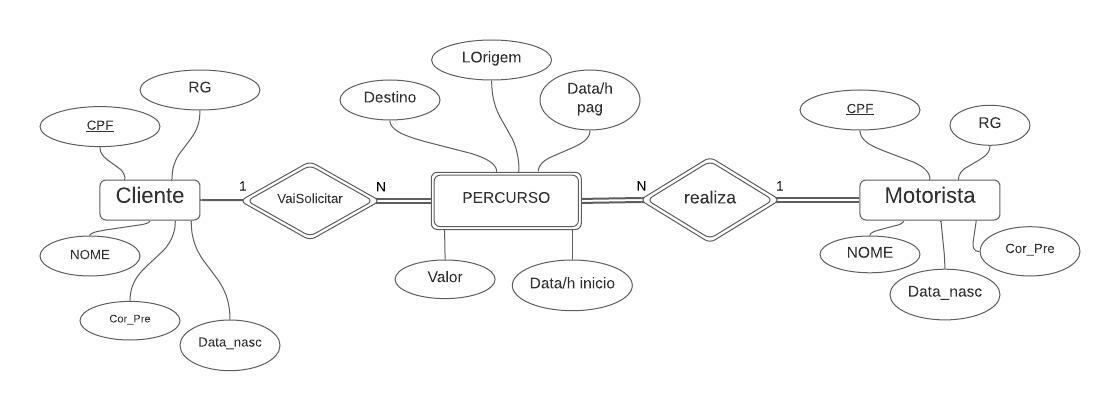 LOrigem
RG
Destino
Data/h
pag
CPF
CPF
RG
1
N
N
1
Cliente
VaiSolicitar
PERCURSO
realiza
Motorista
NOME
NOME
Cor_Pre
Valor
Data/h inicio
Data_nasc
Cor_Pre
Data_nasc